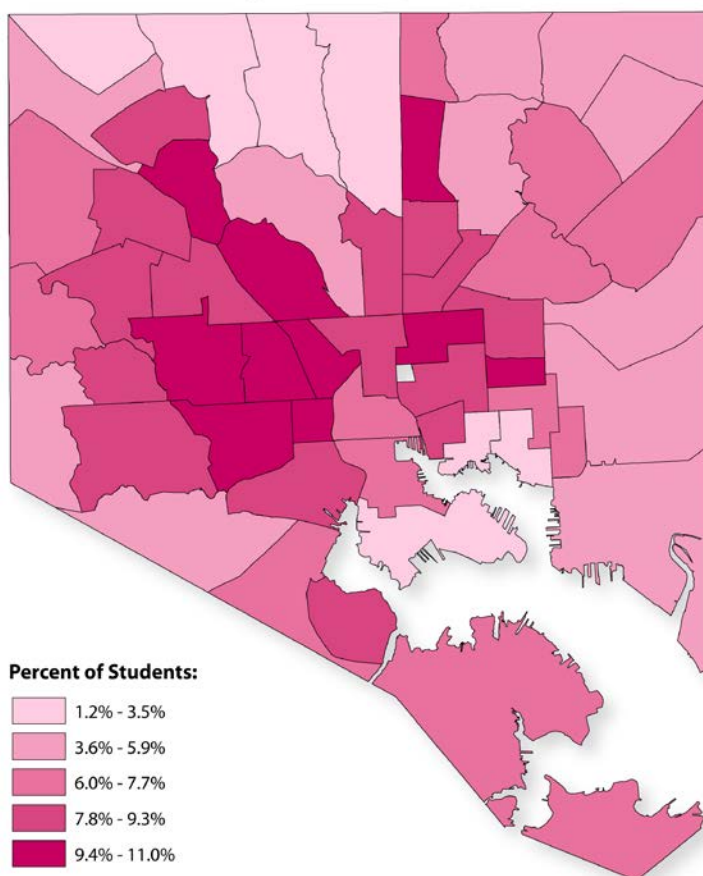 Percent of Students:
1.2% - 3.5%
3.6% - 5.9%
6.0% - 7.7%
7.8% - 9.3%
9.4% - 11.0%